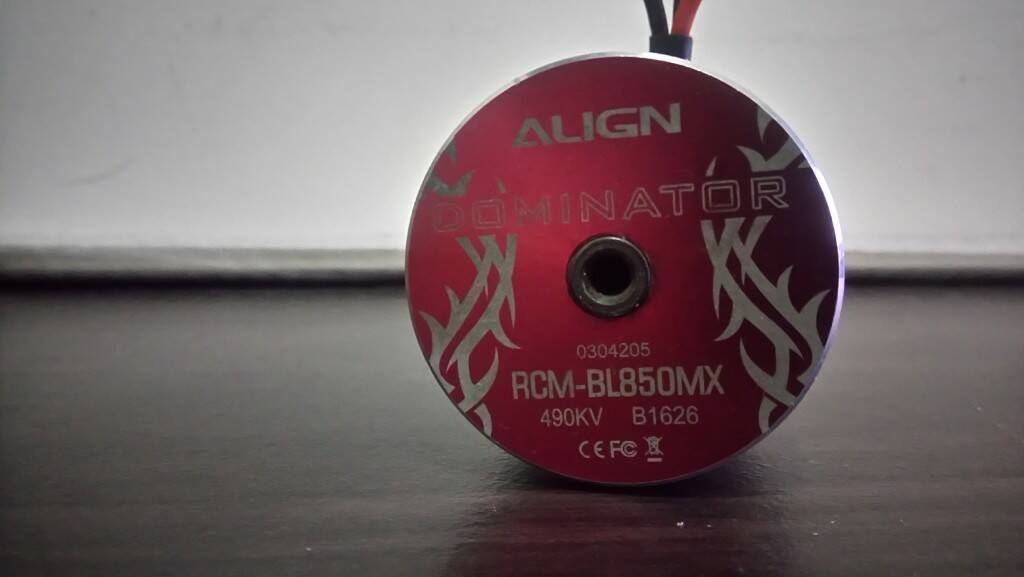 ALIGN
DOMINATOR
0304205
RCM-BL850MX
490KV B1626
CE FC